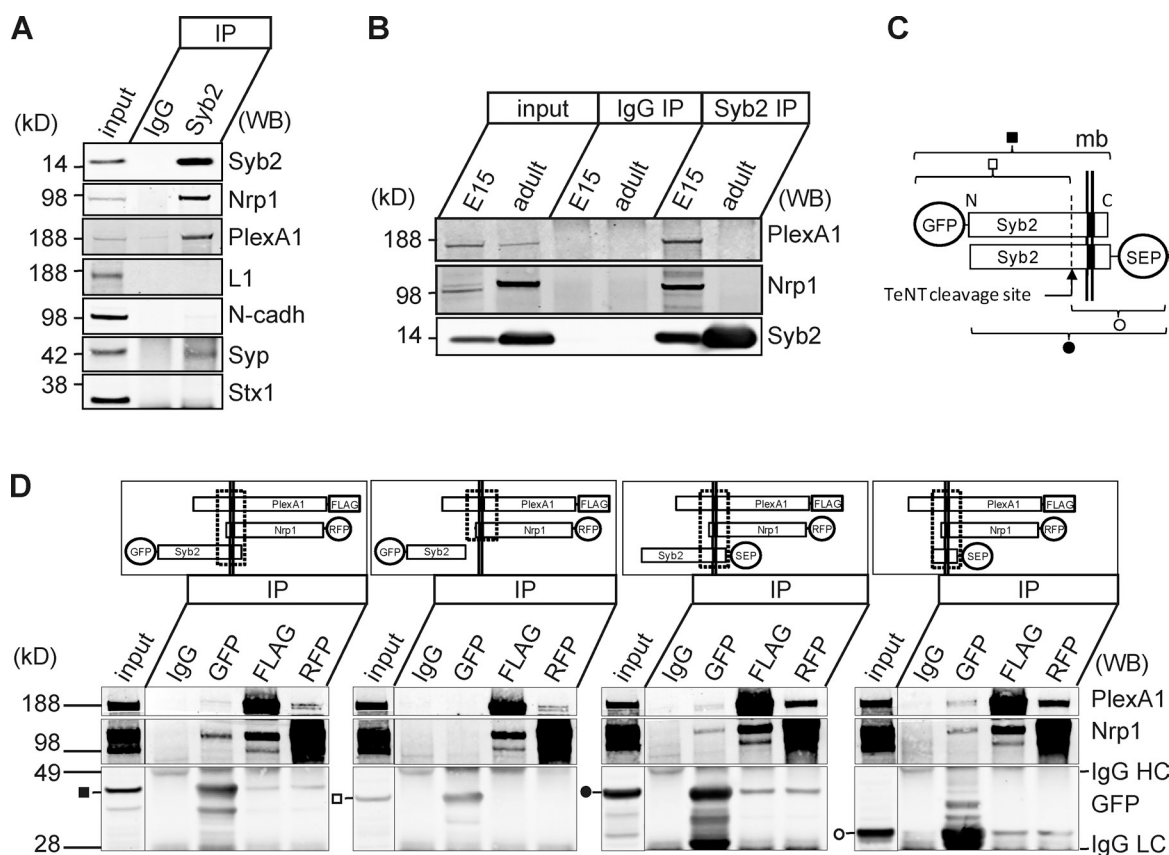 A
IP
(kD)
input
IgG
Syb2
(WB)
14
Syb2
98
Nrp1
188
PlexA1
188
L1
98
N-cadh
42
Syp
38
Stx1
B
input
IgG IP
Syb2 IP
(kD)
E15
adult
E15
adult
E15
adult
(WB)
188
PlexA1
98
Nrp1
14
Syb2
C
mb
N
C
GFP
Syb2
Syb2
SEP
TeNT cleavage site
D
PlexA1
FLAG
Nrp1
RFP
GFP
Syb2
PlexA1
FLAG
Nrp1
RFP
GFP
Syb2
PlexA1
FLAG
Nrp1
RFP
Syb2
SEP
PlexA1
FLAG
Nrp1
RFP
SEP
IP
IP
IP
IP
(kD)
input
IgG
GFP
FLAG
RFP
input
IgG
GFP
FLAG
RFP
input
IgG
GFP
FLAG
RFP
input
IgG
GFP
FLAG
RFP
(WB)
188
PlexA1
98
Nrp1
49
IgG HC
GFP
28
IgG LC